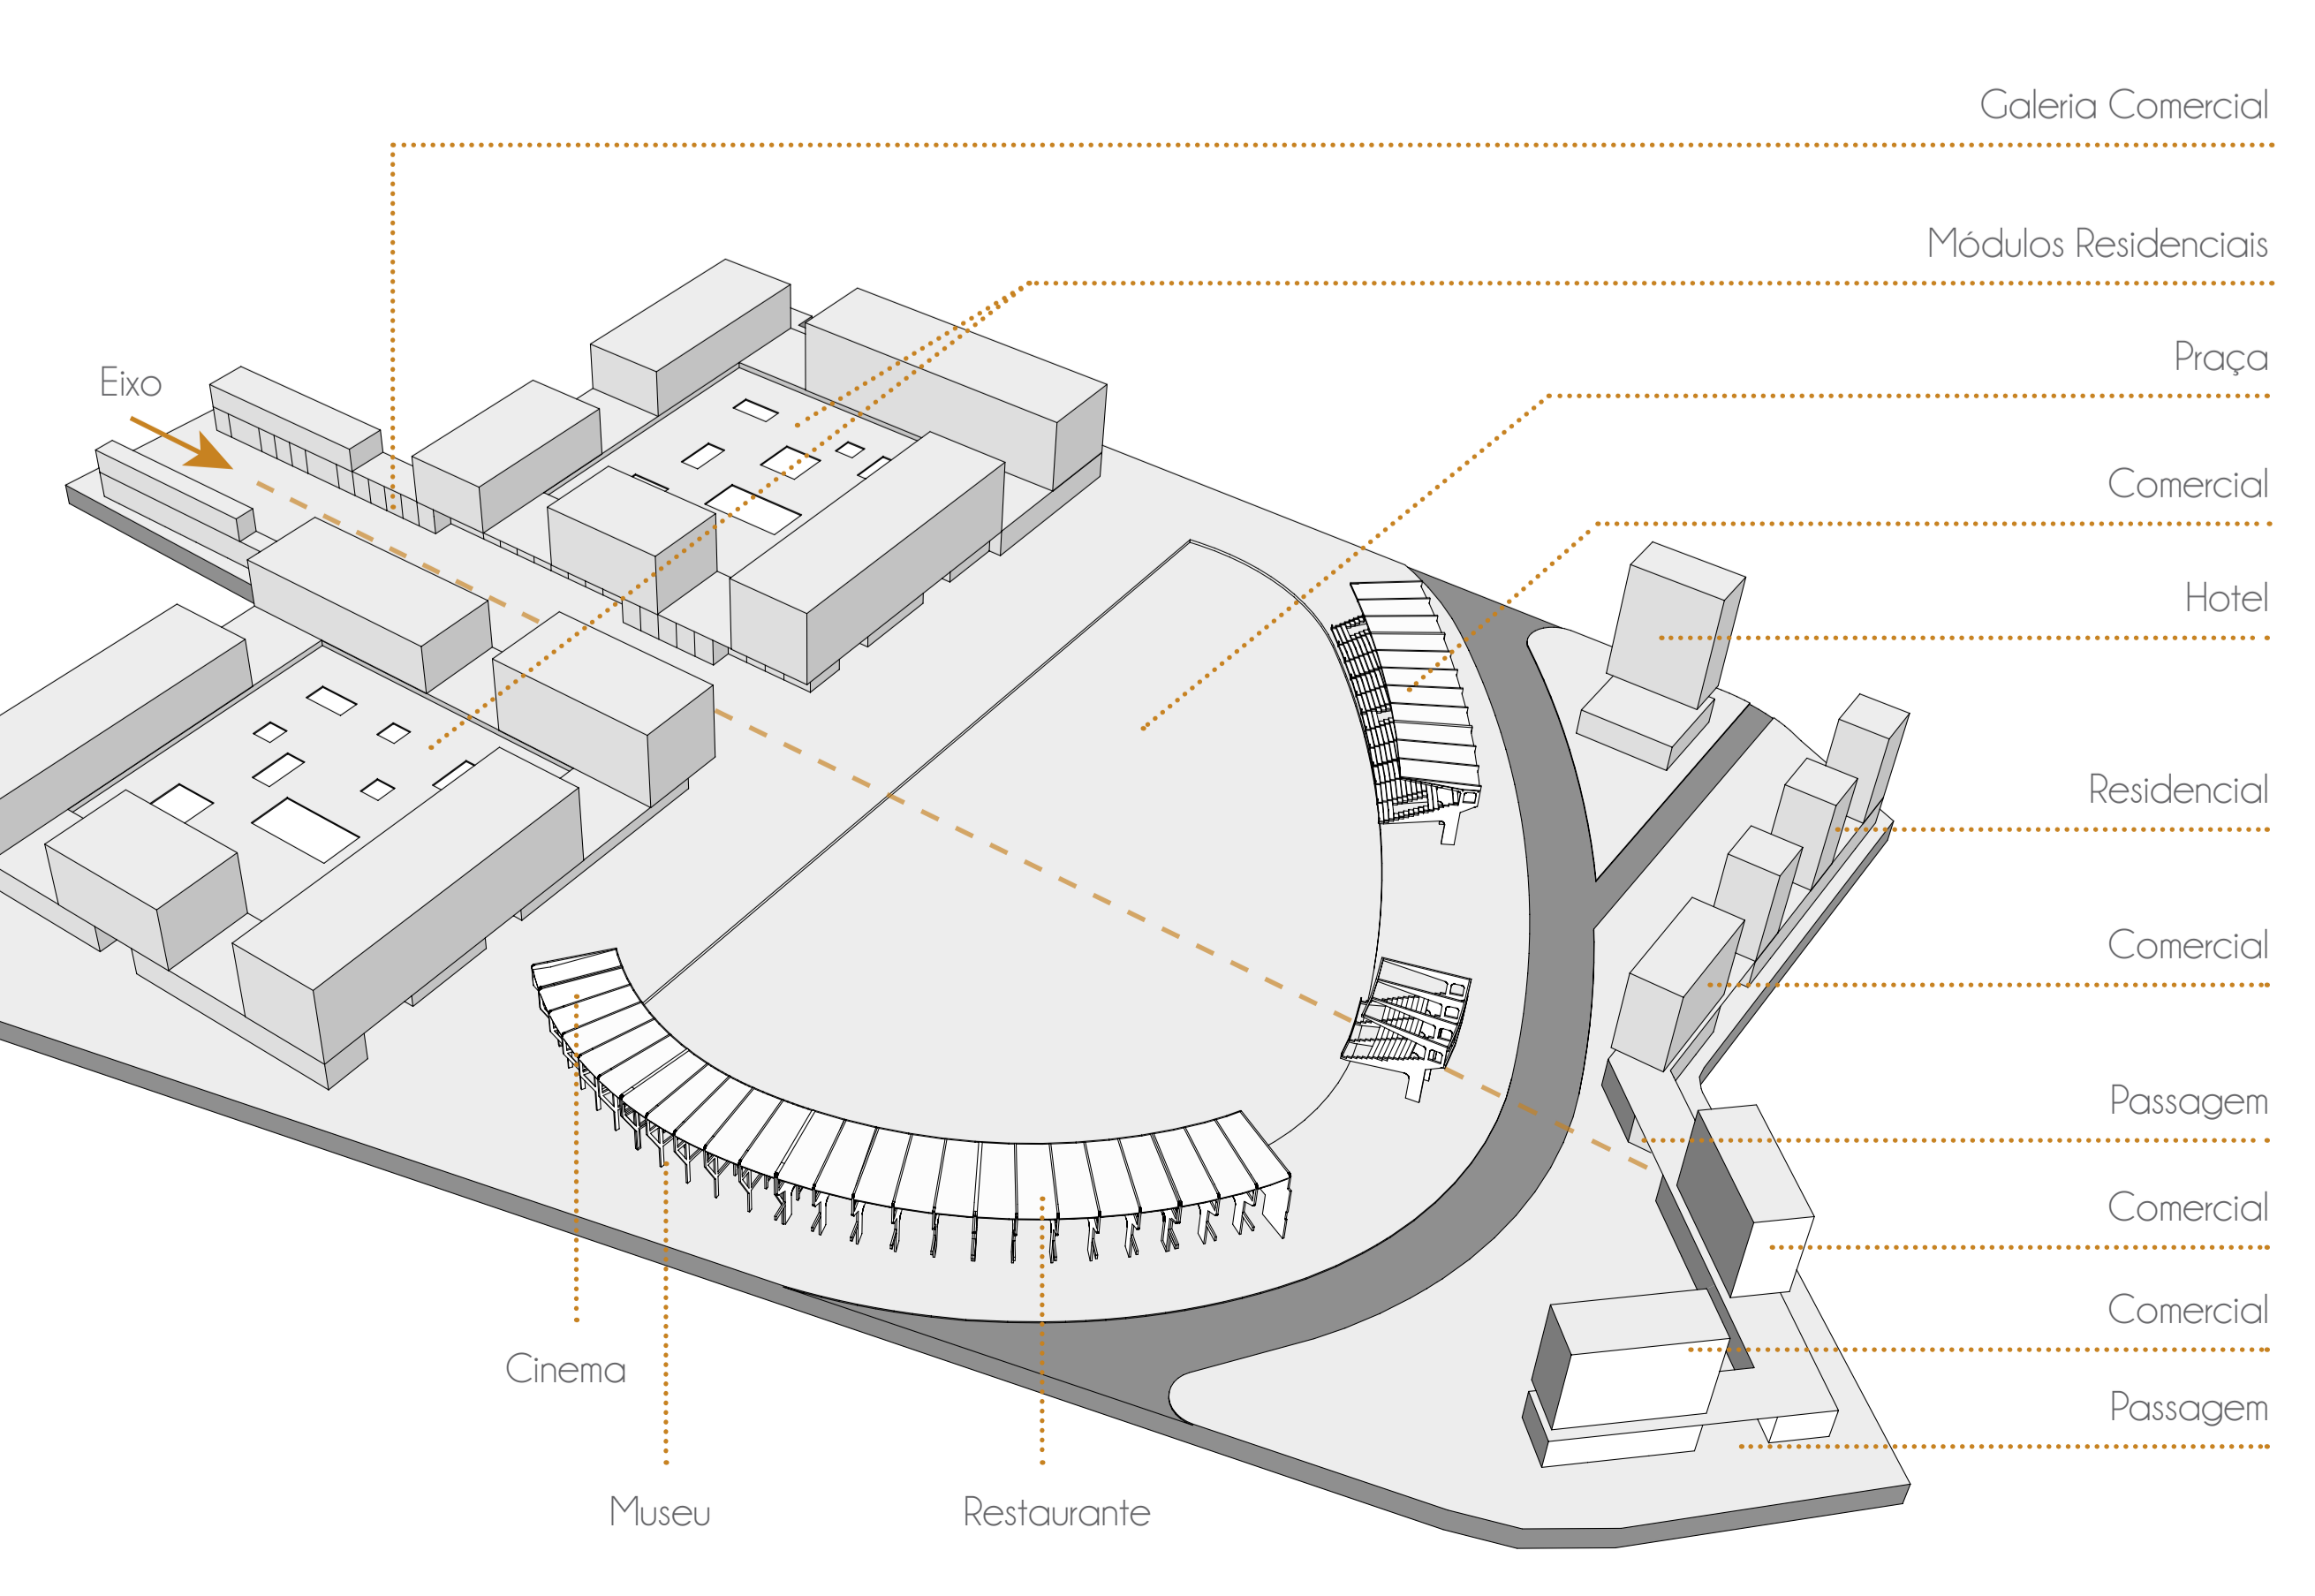 Galeria Comercial
Módulos Residenciais
Praça
Eixo
Comercial
Hotel
Residencial
Comercial
Passagem
Comercial
Comercial
Cinema
Passagem
Museu
Restaurante